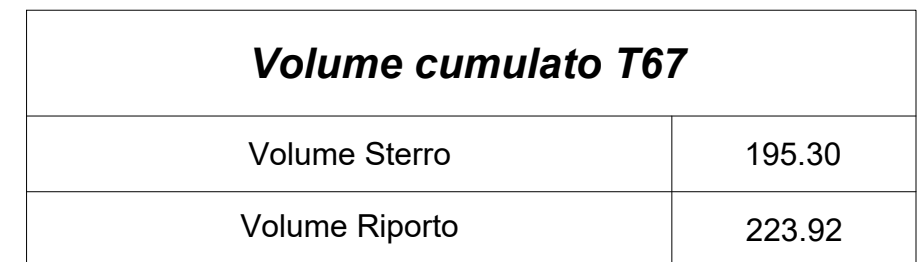 Volume cumulato T67
Volume Sterro 195.30
Volume Riporto 223.92